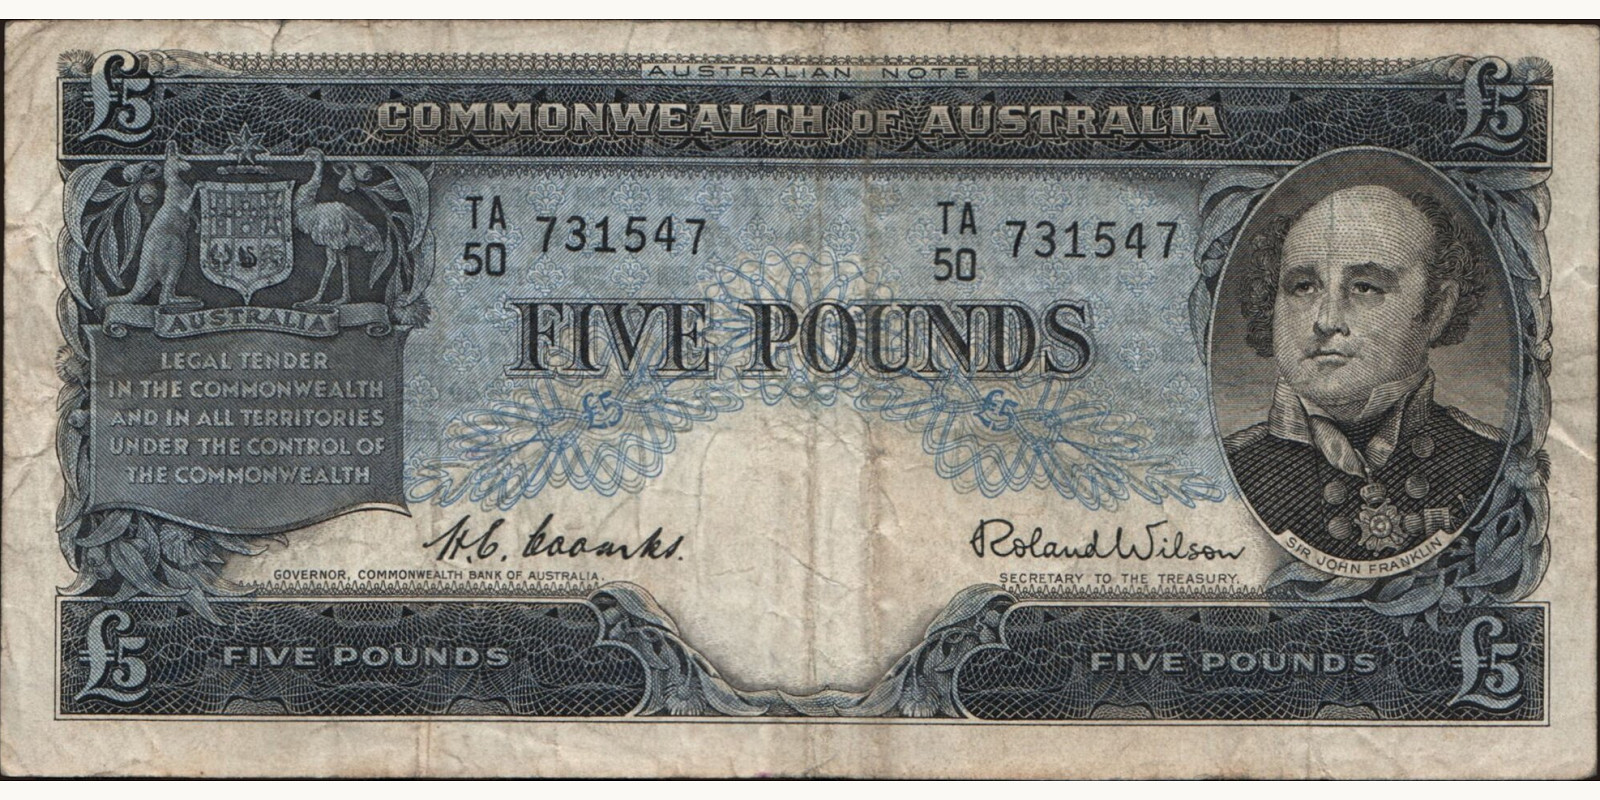 AUSTRALIAN NOTE
£5 COMMONWEALTH OF AUSTRALIA £5
TA 50 731547
TA 50 731547
FIVE POUNDS
AUSTRALIA
LEGAL TENDER
IN THE COMMONWEALTH
AND IN ALL TERRITORIES
UNDER THE CONTROL OF
THE COMMONWEALTH
£5 £5
H.C. Coombs.
GOVERNOR, COMMONWEALTH BANK OF AUSTRALIA.
Roland Wilson
SECRETARY TO THE TREASURY.
SIR JOHN FRANKLIN
£5 FIVE POUNDS
FIVE POUNDS £5